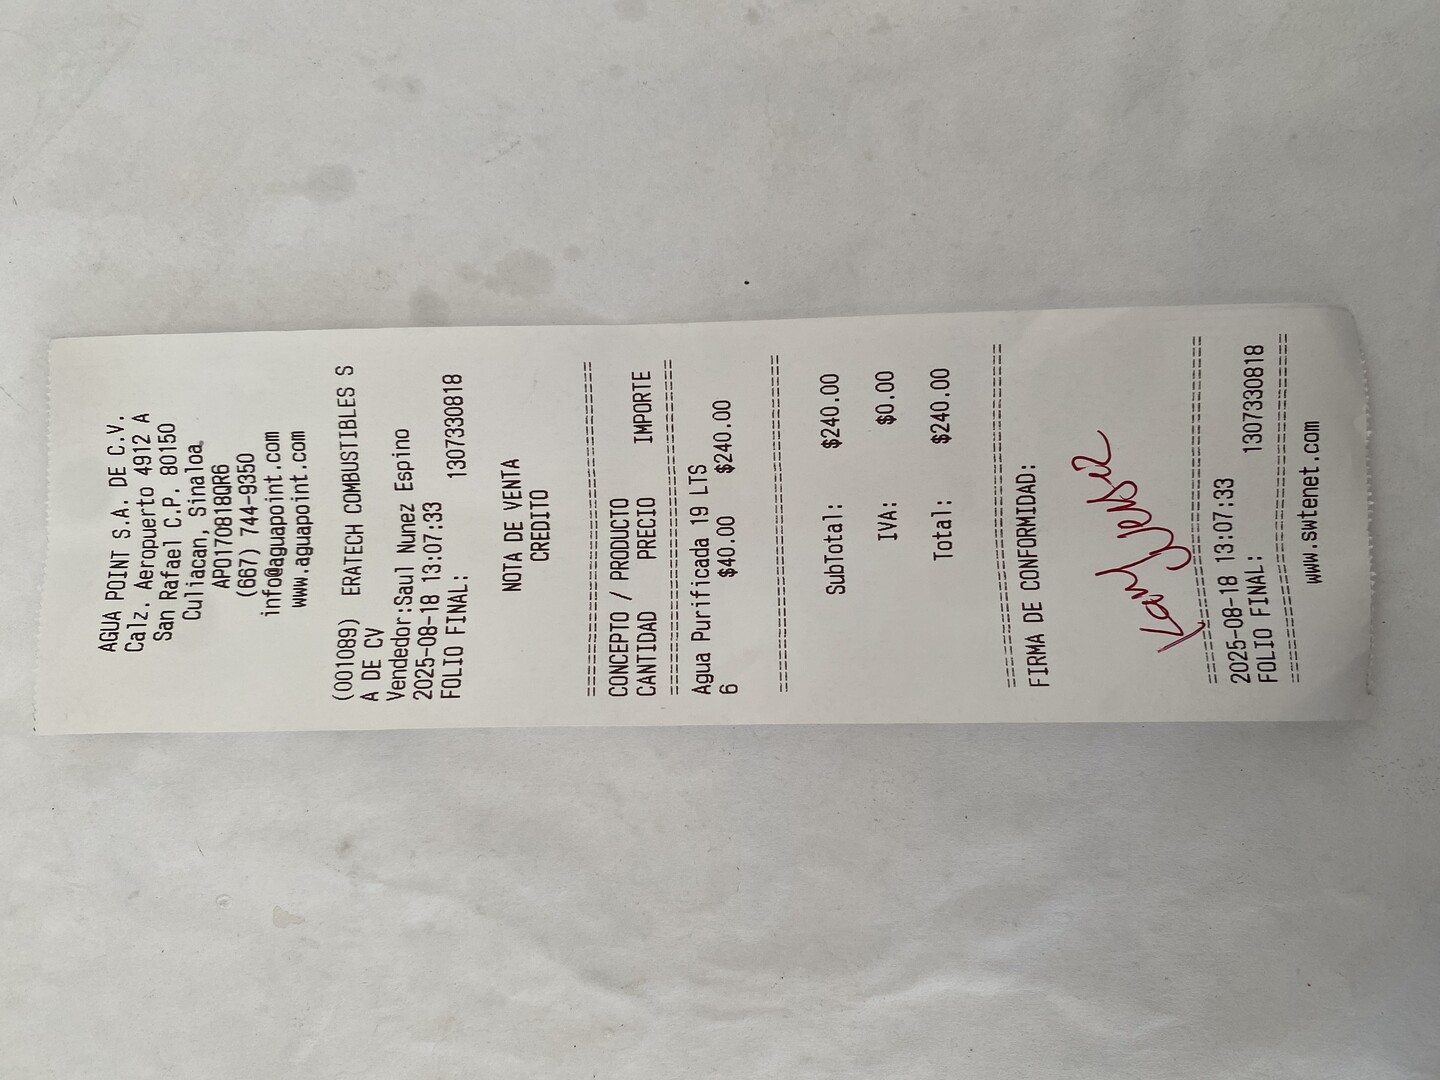 AGUA POINT S.A. DE C.V.
Calz. Aeropuerto 4912 A
San Rafael C.P. 80150
Culiacan, Sinaloa
APO170818QR6
(667) 744-9350
info@aguapoint.com
www.aguapoint.com
(001089) ERATECH COMBUSTIBLES S
A DE CV
Vendedor:Saul Nunez Espino
2025-08-18 13:07:33
FOLIO FINAL: 1307330818
NOTA DE VENTA
CREDITO
CONCEPTO / PRODUCTO
CANTIDAD PRECIO IMPORTE
Agua Purificada 19 LTS
6 $40.00 $240.00
SubTotal: $240.00
IVA: $0.00
Total: $240.00
FIRMA DE CONFORMIDAD:
2025-08-18 13:07:33
FOLIO FINAL: 1307330818
www.swtenet.com